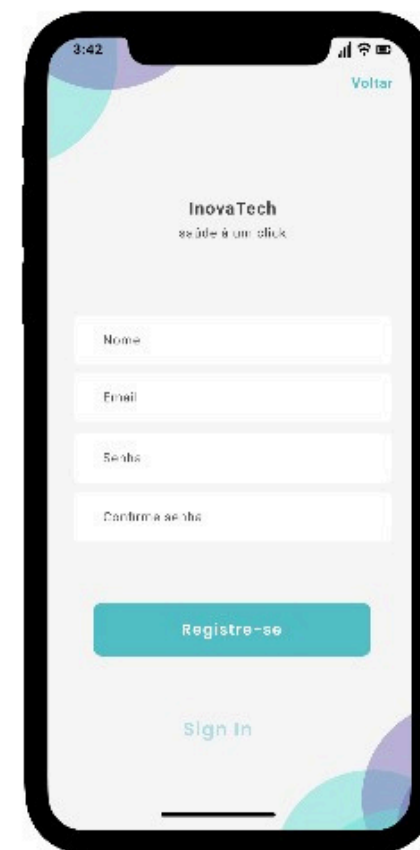 3:42
Voltar
InovaTech
saúde à um click
Nome
Email
Senha
Confirme senha
Registre-se
Sign In